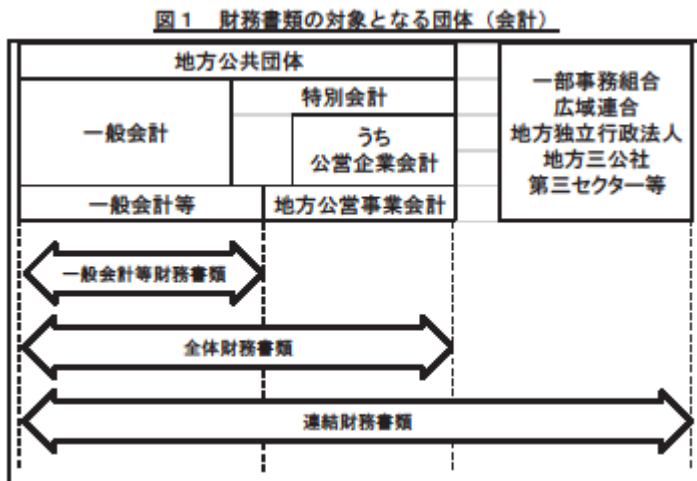 図1 財務書類の対象となる団体（会計）
地方公共団体
一般会計
特別会計
うち
公営企業会計
一般会計等
地方公営事業会計
一部事務組合
広域連合
地方独立行政法人
地方三公社
第三セクター等
一般会計等財務書類
全体財務書類
連結財務書類